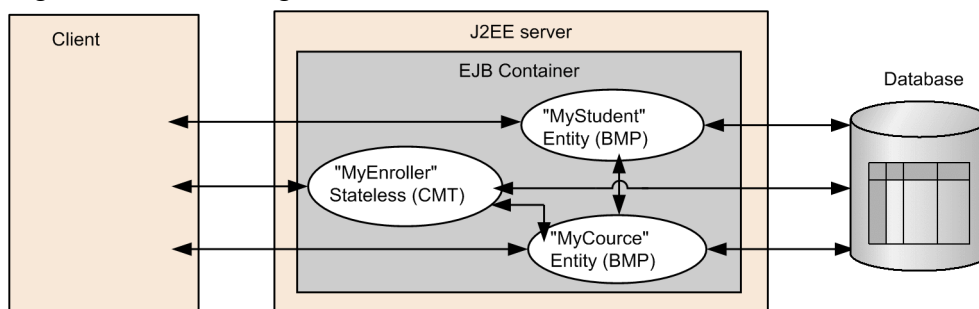 Client
J2EE server
EJB Container
Database
"MyStudent"
Entity (BMP)
"MyEnroller"
Stateless (CMT)
"MyCource"
Entity (BMP)